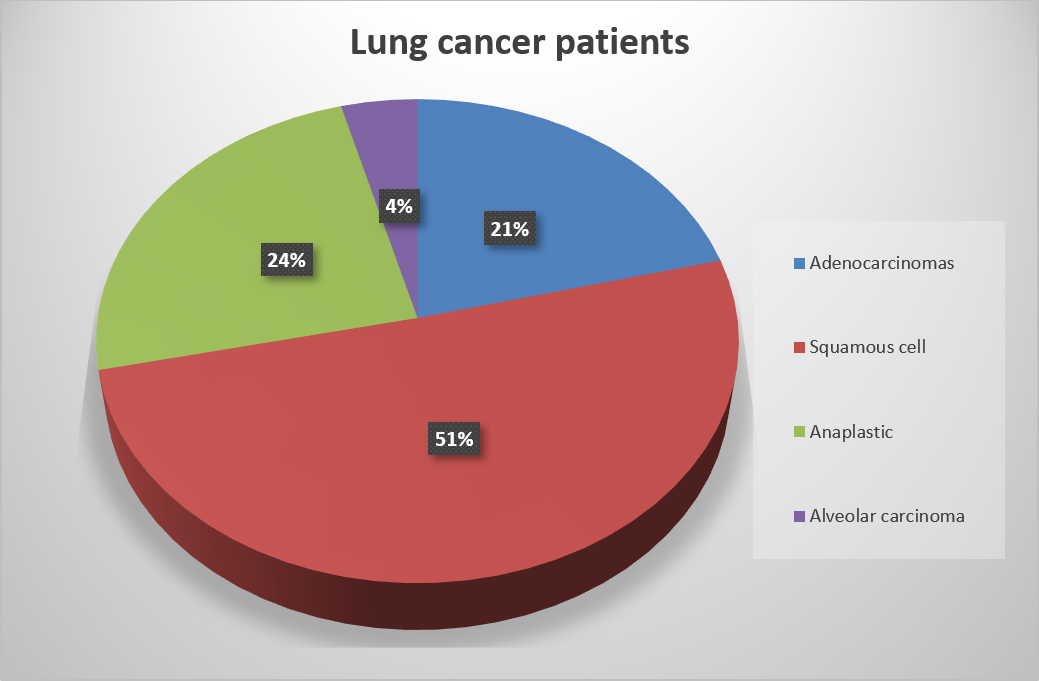 Lung cancer patients
4%
21%
24%
51%
Adenocarcinomas
Squamous cell
Anaplastic
Alveolar carcinoma